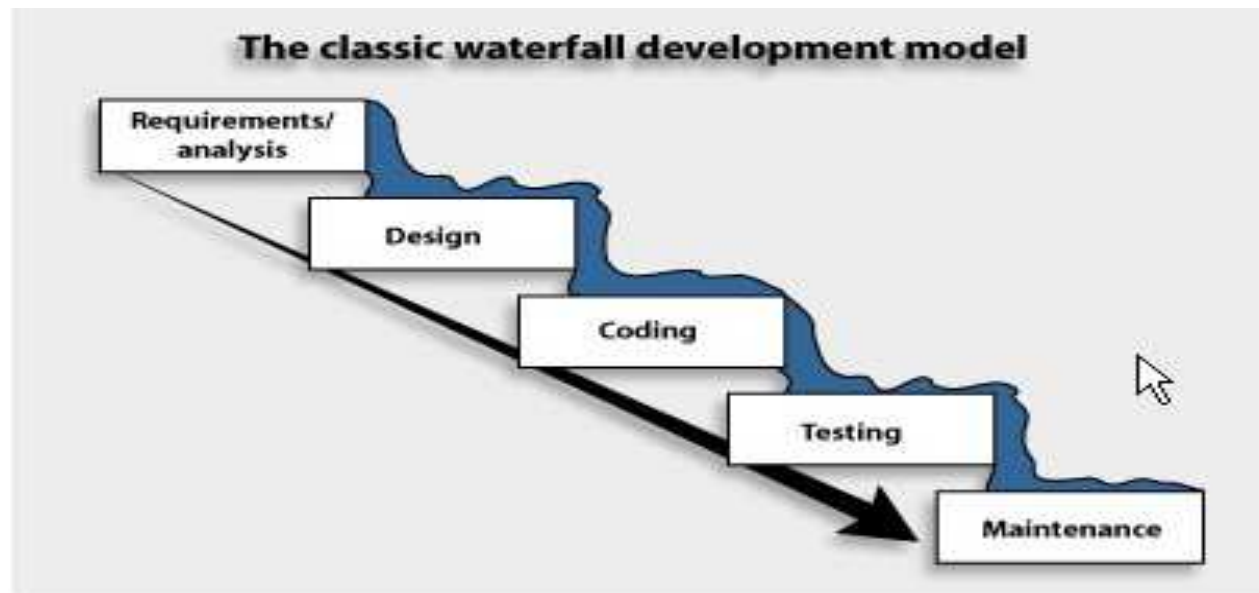 The classic waterfall development model
Requirements/
analysis
Design
Coding
Testing
Maintenance